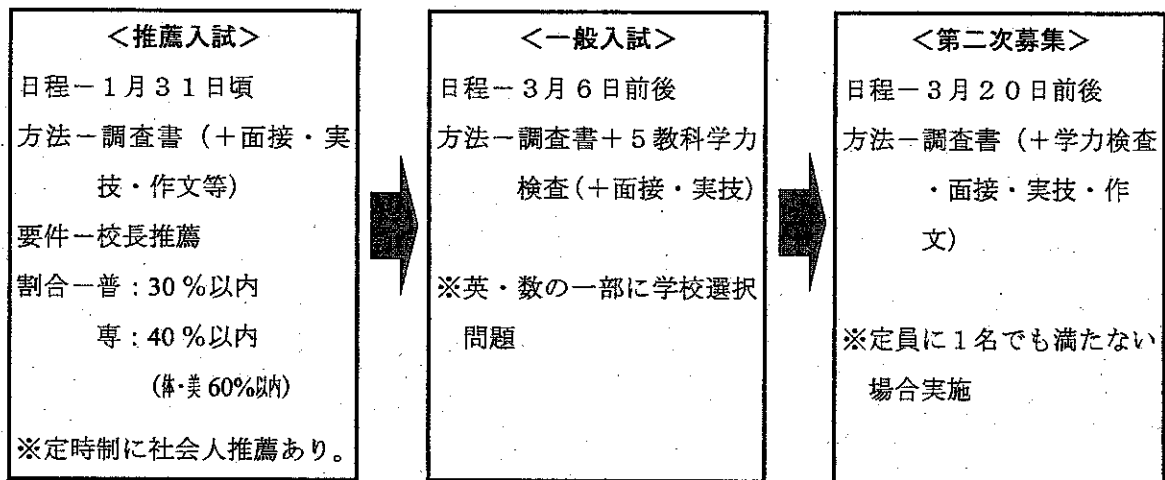 ＜推薦入試＞
日程－１月３１日頃
方法－調査書（＋面接・実
技・作文等）
要件－校長推薦
割合－普：30％以内
専：40％以内
（体・美 60%以内）
※定時制に社会人推薦あり。
＜一般入試＞
日程－３月６日前後
方法－調査書＋５教科学力
検査（＋面接・実技）
※英・数の一部に学校選択
問題
＜第二次募集＞
日程－３月２０日前後
方法－調査書（＋学力検査
・面接・実技・作
文）
※定員に１名でも満たない
場合実施